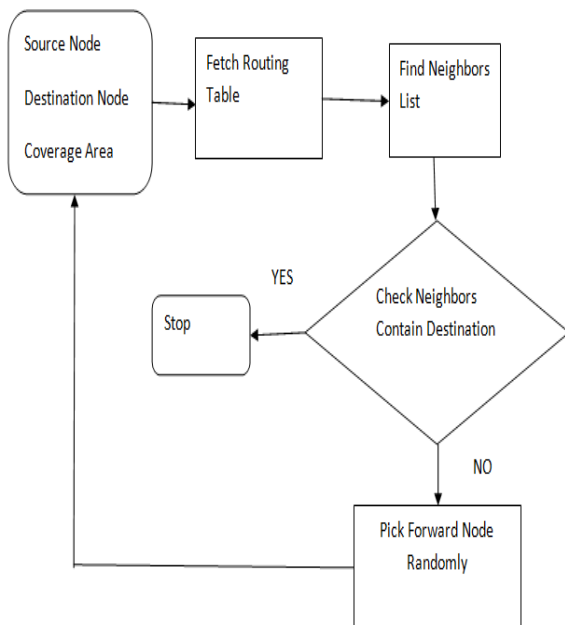 Source Node
Destination Node
Coverage Area
Fetch Routing
Table
Find Neighbors
List
Check Neighbors
Contain Destination
YES
Stop
NO
Pick Forward Node
Randomly